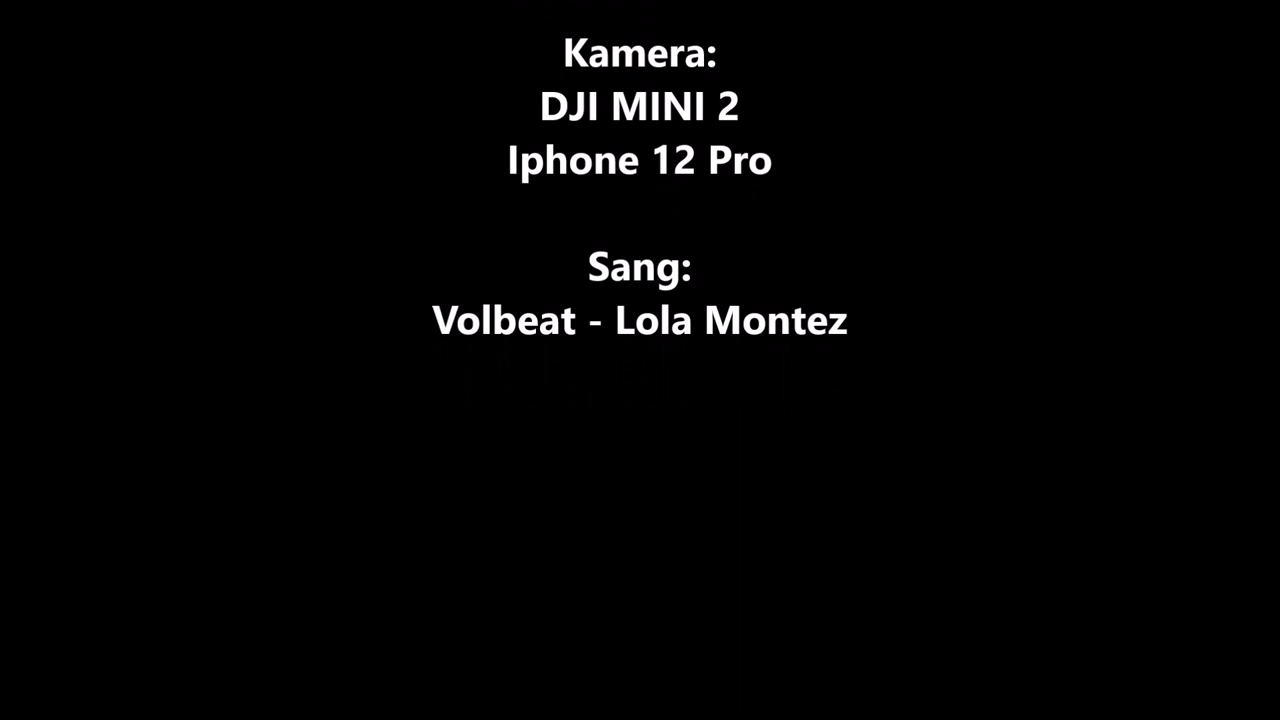 Kamera:
DJI MINI 2
Iphone 12 Pro
Sang:
Volbeat - Lola Montez